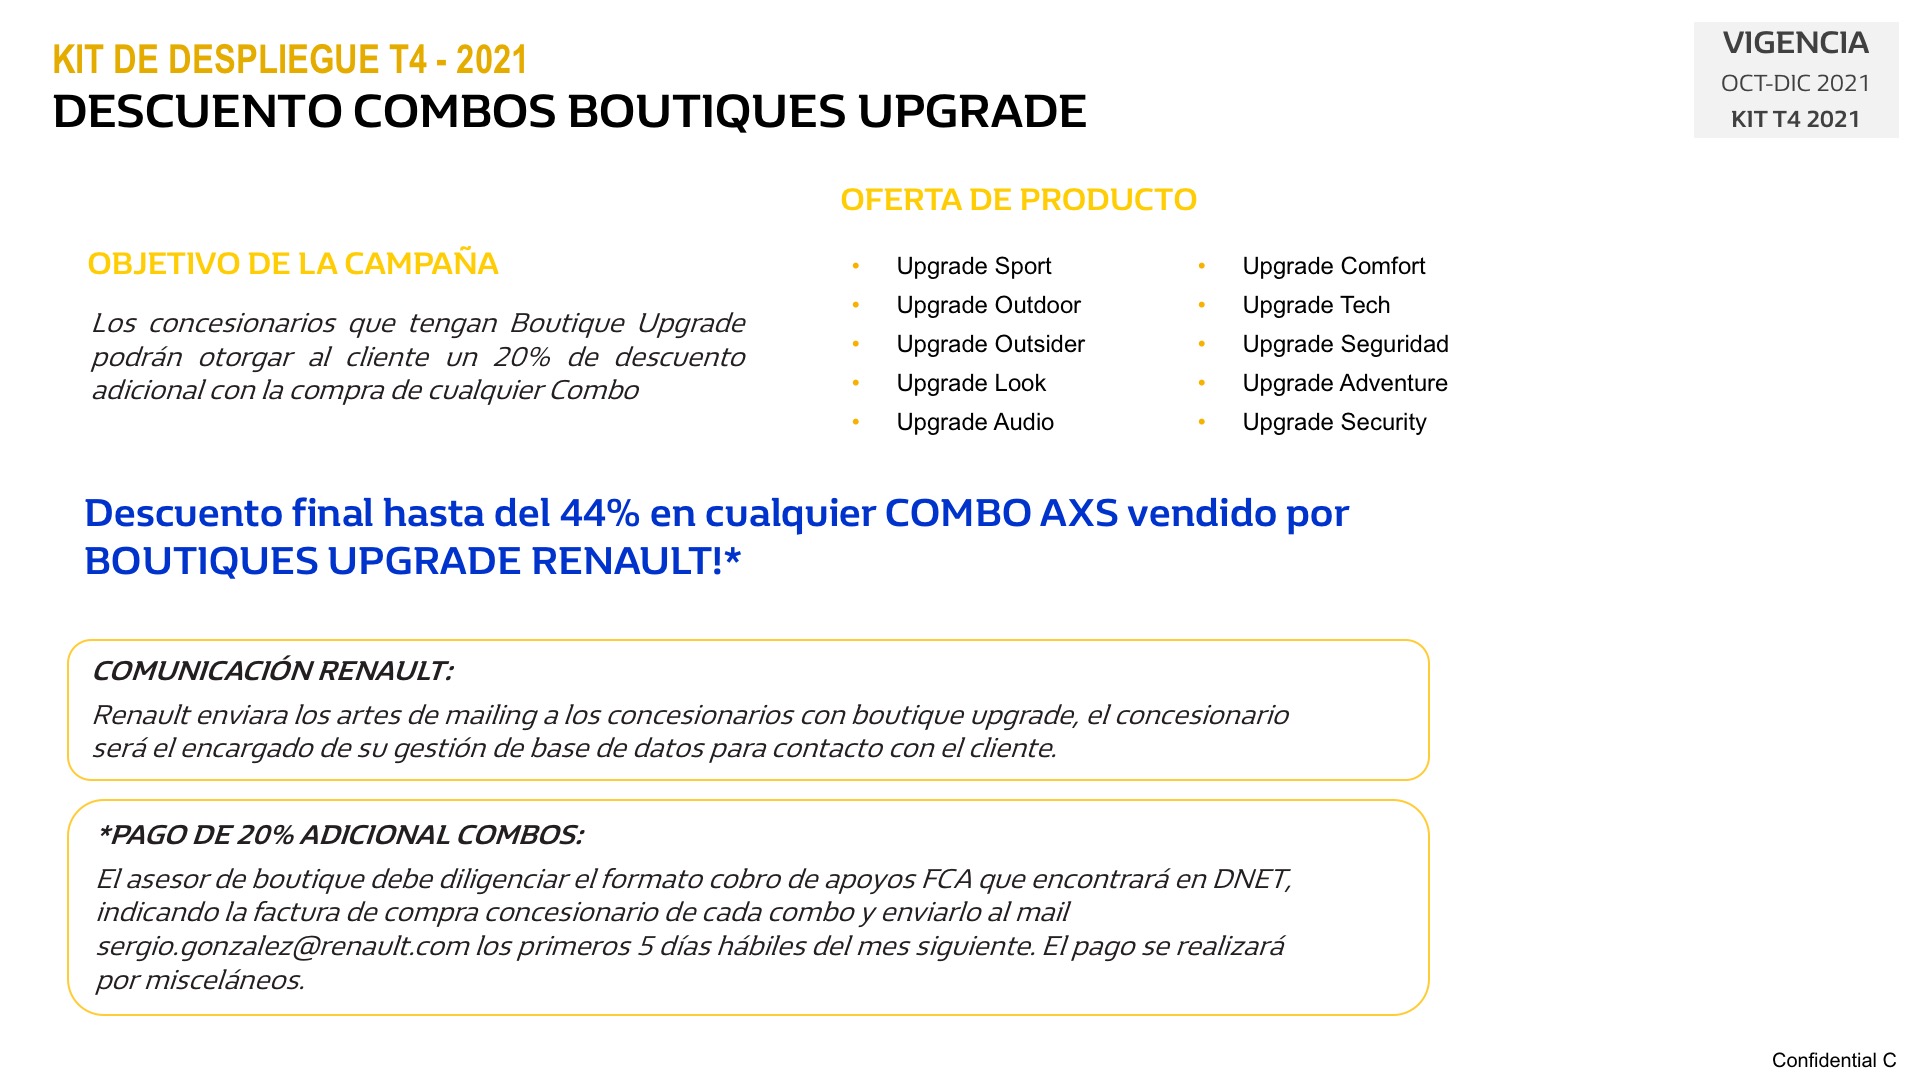 KIT DE DESPLIEGUE T4 - 2021
DESCUENTO COMBOS BOUTIQUES UPGRADE
VIGENCIA
OCT-DIC 2021
KIT T4 2021
OBJETIVO DE LA CAMPAÑA
Los concesionarios que tengan Boutique Upgrade
podrán otorgar al cliente un 20% de descuento
adicional con la compra de cualquier Combo
OFERTA DE PRODUCTO
• Upgrade Sport
• Upgrade Outdoor
• Upgrade Outsider
• Upgrade Look
• Upgrade Audio
• Upgrade Comfort
• Upgrade Tech
• Upgrade Seguridad
• Upgrade Adventure
• Upgrade Security
Descuento final hasta del 44% en cualquier COMBO AXS vendido por
BOUTIQUES UPGRADE RENAULT!*
COMUNICACIÓN RENAULT:
Renault enviara los artes de mailing a los concesionarios con boutique upgrade, el concesionario
será el encargado de su gestión de base de datos para contacto con el cliente.
*PAGO DE 20% ADICIONAL COMBOS:
El asesor de boutique debe diligenciar el formato cobro de apoyos FCA que encontrará en DNET,
indicando la factura de compra concesionario de cada combo y enviarlo al mail
sergio.gonzalez@renault.com los primeros 5 días hábiles del mes siguiente. El pago se realizará
por misceláneos.
Confidential C